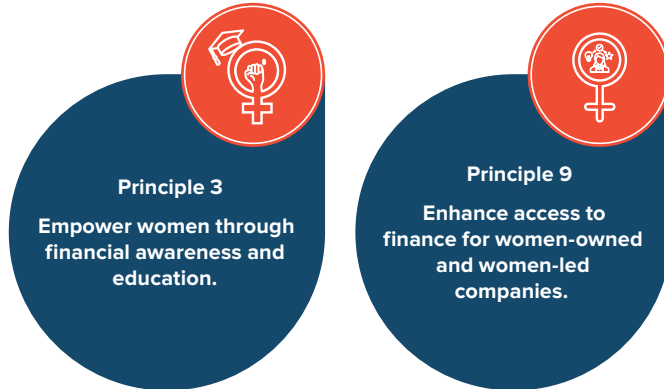 Principle 3
Empower women through
financial awareness and
education.
Principle 9
Enhance access to
finance for women-owned
and women-led
companies.